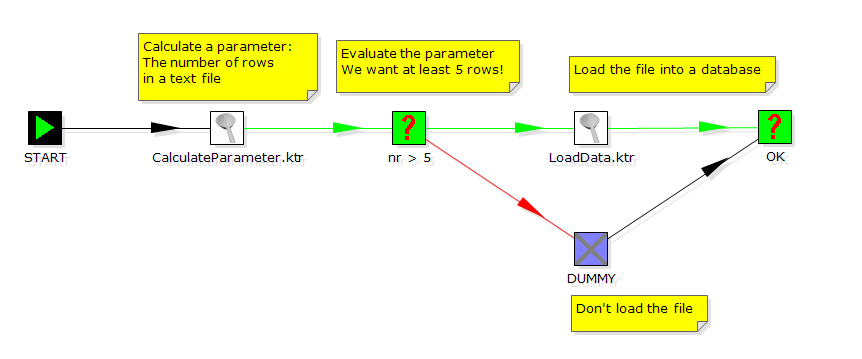 Calculate a parameter:
The number of rows
in a text file
Evaluate the parameter
We want at least 5 rows!
Load the file into a database
START
CalculateParameter.ktr
nr > 5
LoadData.ktr
OK
DUMMY
Don't load the file